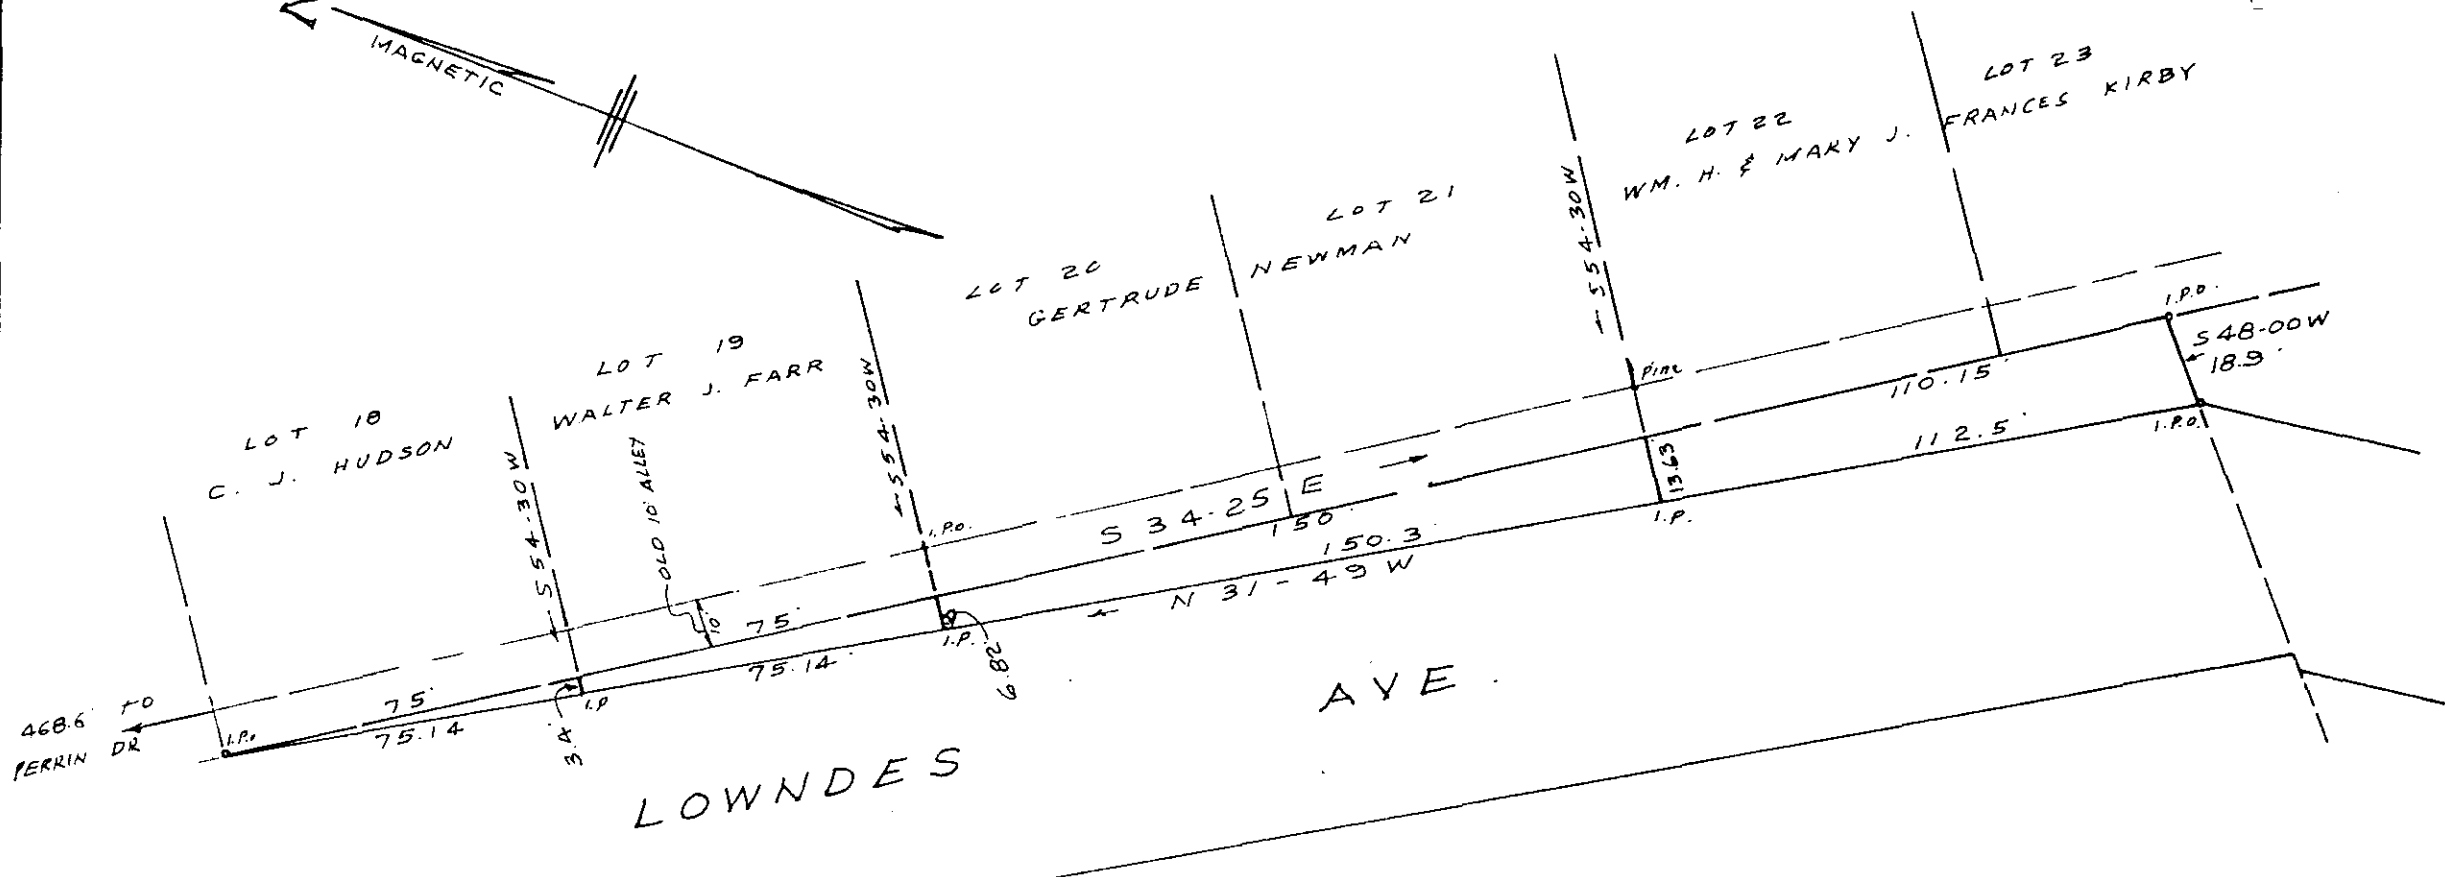 MAGNETIC
LOT 18
C. J. HUDSON
S 54-30 W
LOT 19
WALTER J. FARR
OLD 10' ALLEY
10'
S 54-30W
LOT 20
GERTRUDE NEWMAN
LOT 21
S 54-30W
LOT 22
WM. H. & MARY J.
LOT 23
FRANCES KIRBY
I.P.O.
S 48-00W
18.9'
Pine
110.15'
112.5'
I.P.O.
13.63
I.P.
I.P.O.
S 34-25 E
150'
150.3'
N 31-49 W
75'
75.14'
I.P.
6.82
468.6' TO
PERRIN DR
I.P.O.
75'
75.14
3.4'
I.P
LOWNDES AVE.